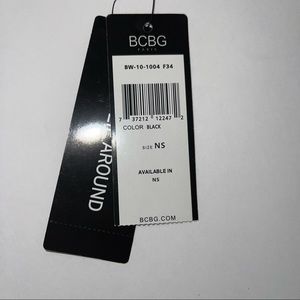 BCBG
PARIS
BW-10-1004 F34
7 37212 12247 2
COLOR BLACK
SIZE NS
AVAILABLE IN
NS
BCBG.COM
AROUND